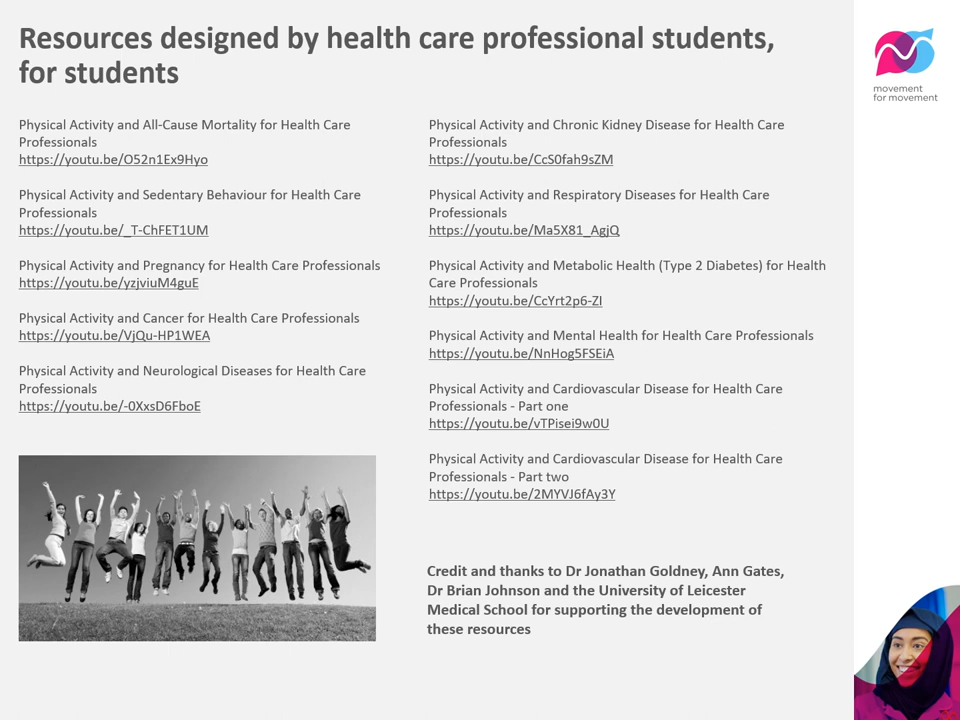 Resources designed by health care professional students,
for students
Physical Activity and All-Cause Mortality for Health Care
Professionals
https://youtu.be/O52n1Ex9Hyo
Physical Activity and Sedentary Behaviour for Health Care
Professionals
https://youtu.be/_T-ChFET1UM
Physical Activity and Pregnancy for Health Care Professionals
https://youtu.be/yzjviuM4guE
Physical Activity and Cancer for Health Care Professionals
https://youtu.be/VjQu-HP1WEA
Physical Activity and Neurological Diseases for Health Care
Professionals
https://youtu.be/-0XxsD6FboE
Physical Activity and Chronic Kidney Disease for Health Care
Professionals
https://youtu.be/CcS0fah9sZM
Physical Activity and Respiratory Diseases for Health Care
Professionals
https://youtu.be/Ma5X81_AgjQ
Physical Activity and Metabolic Health (Type 2 Diabetes) for Health
Care Professionals
https://youtu.be/CcYrt2p6-ZI
Physical Activity and Mental Health for Health Care Professionals
https://youtu.be/NnHog5FSEiA
Physical Activity and Cardiovascular Disease for Health Care
Professionals - Part one
https://youtu.be/vTPisei9w0U
Physical Activity and Cardiovascular Disease for Health Care
Professionals - Part two
https://youtu.be/2MYVJ6fAy3Y
Credit and thanks to Dr Jonathan Goldney, Ann Gates,
Dr Brian Johnson and the University of Leicester
Medical School for supporting the development of
these resources
movement
for movement